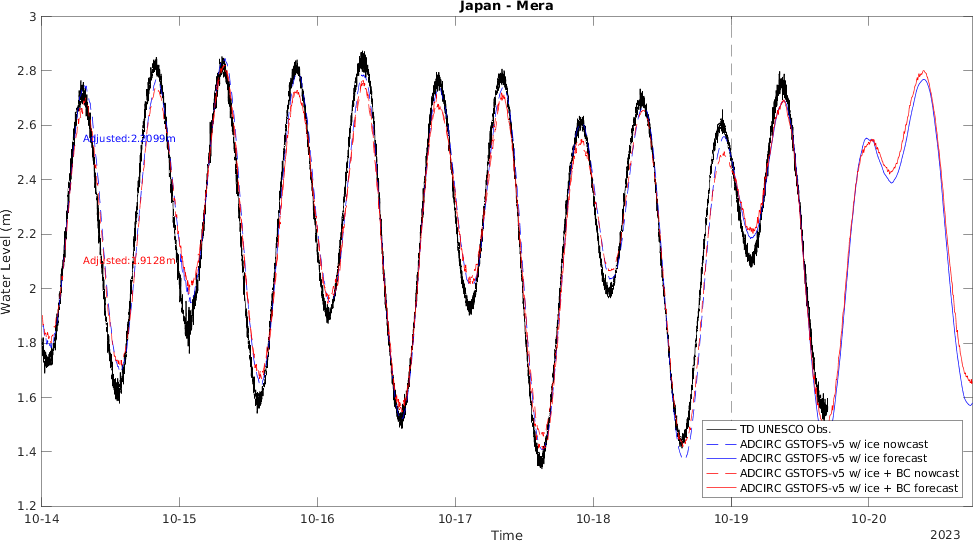 Japan - Mera
3
2.8
2.6
2.4
2.2
2
1.8
1.6
1.4
1.2
Water Level (m)
Adjusted:2.2099m
Adjusted:1.9128m
TD UNESCO Obs.
ADCIRC GSTOFS-v5 w/ ice nowcast
ADCIRC GSTOFS-v5 w/ ice forecast
ADCIRC GSTOFS-v5 w/ ice + BC nowcast
ADCIRC GSTOFS-v5 w/ ice + BC forecast
10-14 10-15 10-16 10-17 10-18 10-19 10-20
Time
2023